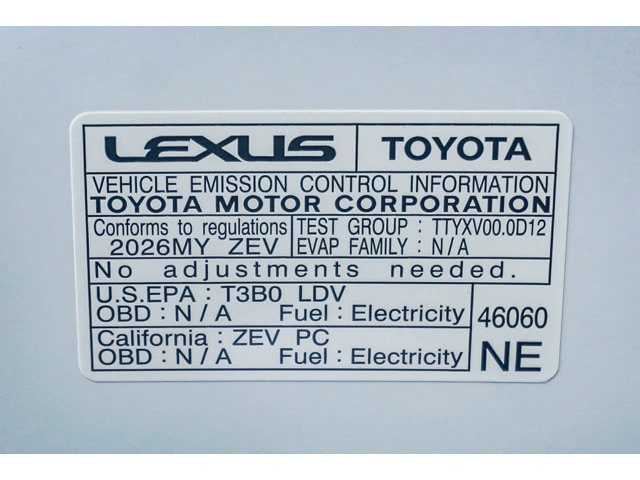 LEXUS TOYOTA
VEHICLE EMISSION CONTROL INFORMATION
TOYOTA MOTOR CORPORATION
Conforms to regulations TEST GROUP : TTYXV00.0D12
2026MY ZEV EVAP FAMILY : N/A
No adjustments needed.
U.S.EPA : T3B0 LDV
OBD : N/A Fuel : Electricity 46060
California : ZEV PC
OBD : N/A Fuel : Electricity NE